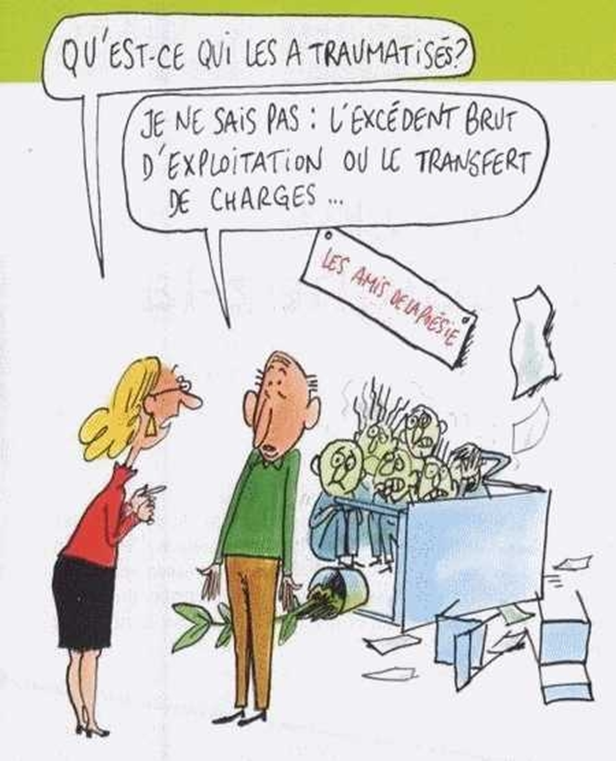 QU'EST-CE QUI LES A TRAUMATISÉS?
JE NE SAIS PAS : L'EXCÉDENT BRUT
D'EXPLOITATION OU LE TRANSFERT
DE CHARGES ...
LES AMIS DE LA POÉSIE